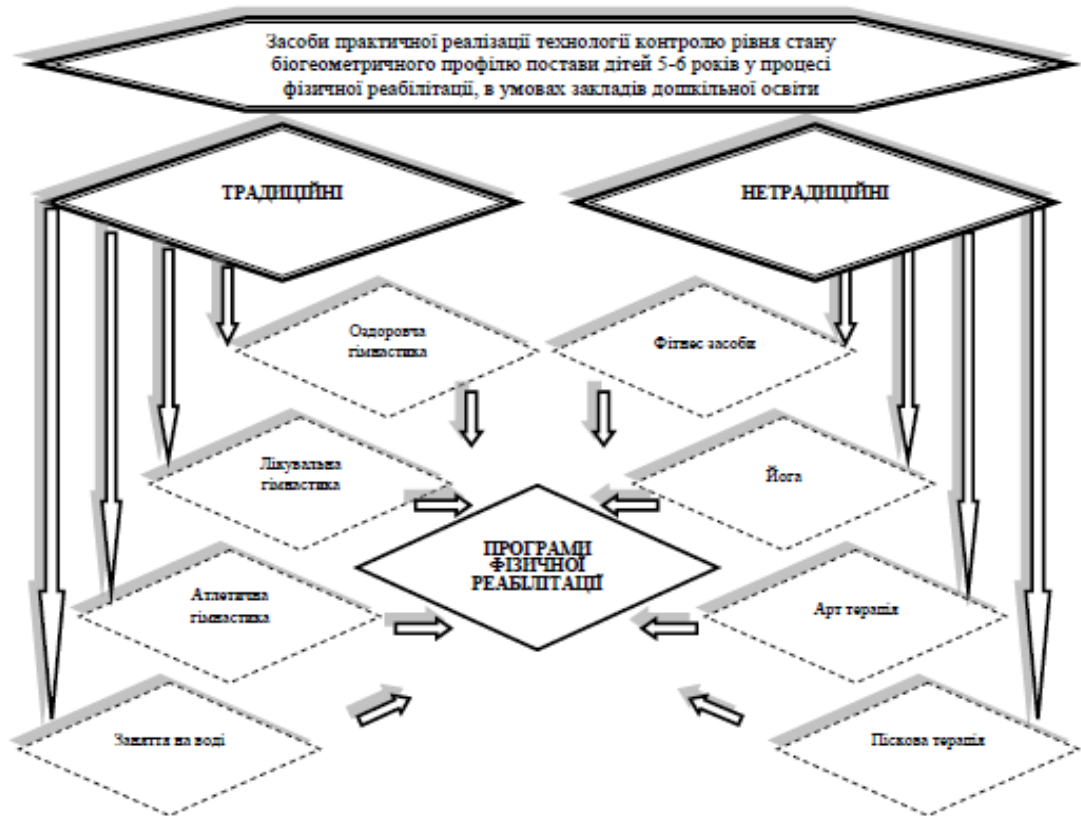 Засоби практичної реалізації технології контролю рівня стану
біогеометричного профілю постави дітей 5-6 років у процесі
фізичної реабілітації, в умовах закладів дошкільної освіти
ТРАДИЦІЙНІ
НЕТРАДИЦІЙНІ
Оздоровча
гімнастика
Фітнес засоби
Лікувальна
гімнастика
Йога
ПРОГРАМИ
ФІЗИЧНОЇ
РЕАБІЛІТАЦІЇ
Атлетична
гімнастика
Арт терапія
Заняття на воді
Піскова терапія